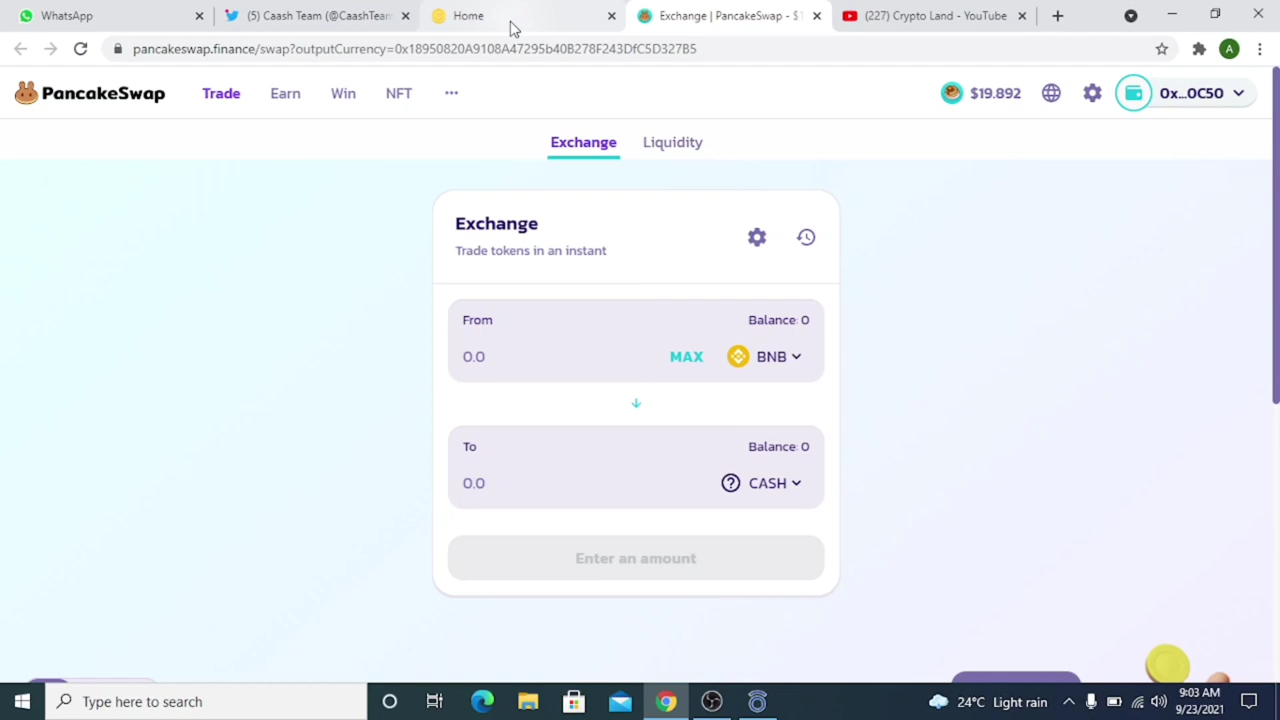 WhatsApp
(5) Caash Team (@CaashTeam
Home
Exchange | PancakeSwap - $1
(227) Crypto Land - YouTube
pancakeswap.finance/swap?outputCurrency=0x18950820A9108A47295b40B278F243DfC5D327B5
A
PancakeSwap
Trade
Earn
Win
NFT
$19.892
0x...0C50
Exchange
Liquidity
Exchange
Trade tokens in an instant
From
Balance: 0
0.0
MAX
BNB
To
Balance: 0
0.0
CASH
Enter an amount
Type here to search
24°C Light rain
9:03 AM
9/23/2021